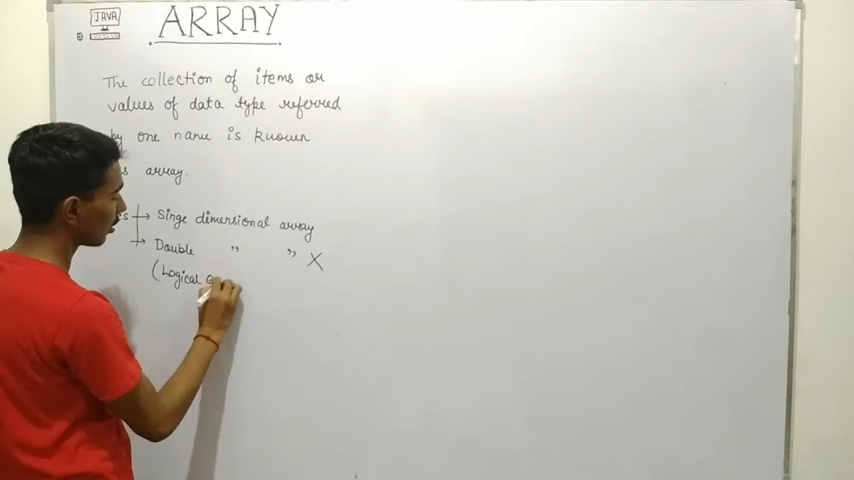 JAVA
ARRAY
The collection of items or
values of data type referred
by one name is known
array.
Singe dimensional array
Double " " X
(Logical